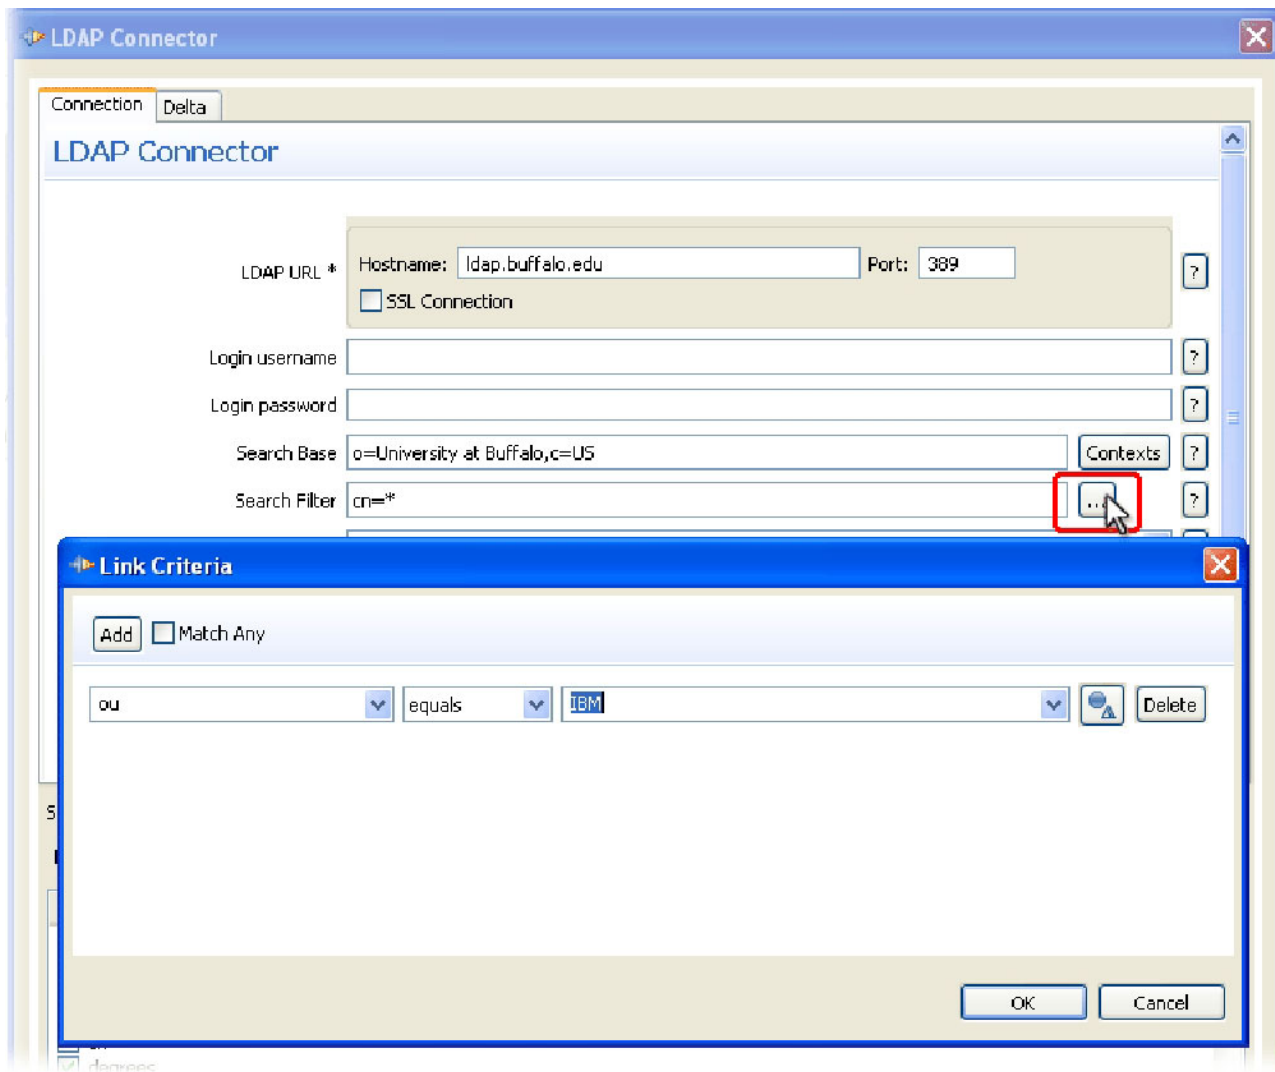 LDAP Connector
Connection Delta
LDAP Connector
LDAP URL * Hostname: ldap.buffalo.edu Port: 389 ?
SSL Connection
Login username ?
Login password ?
Search Base o=University at Buffalo,c=US Contexts ?
Search Filter cn=* ... ?
Link Criteria
Add Match Any
ou equals IBM Delete
S
OK Cancel
degrees